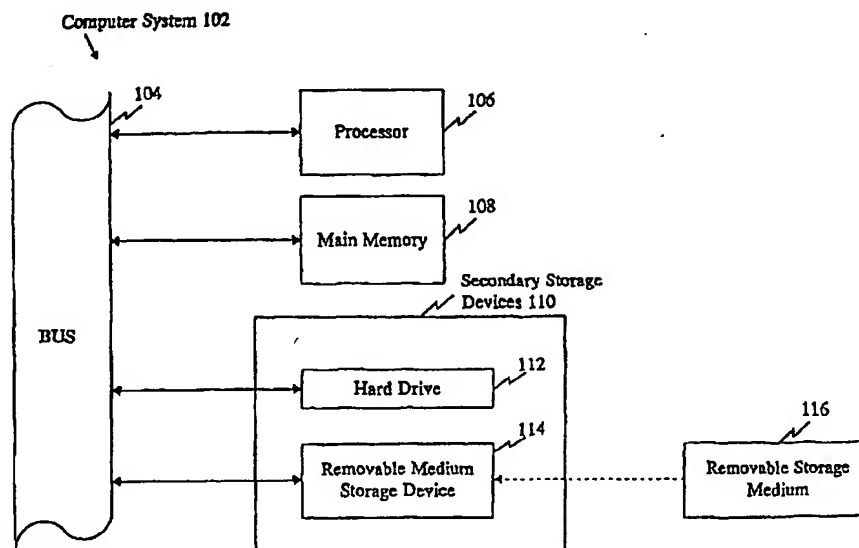 Computer System 102
104
106
Processor
108
Main Memory
Secondary Storage
Devices 110
BUS
112
Hard Drive
114
116
Removable Medium
Storage Device
Removable Storage
Medium